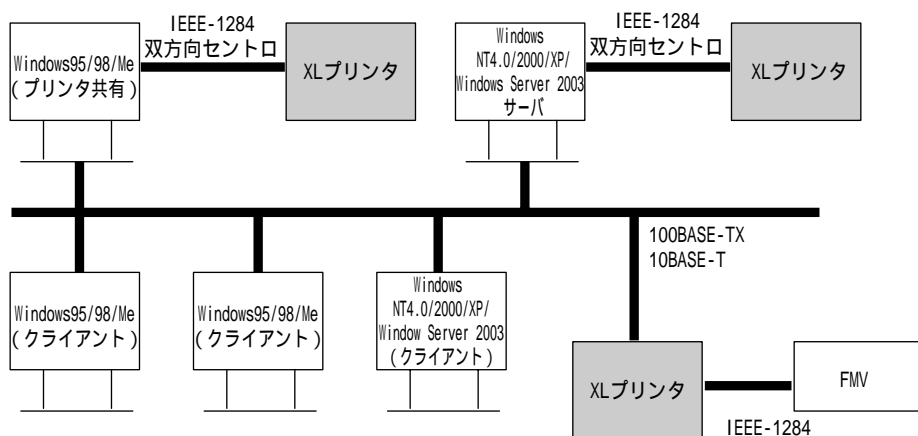 IEEE-1284
双方向セントロ
Windows95/98/Me
(プリンタ共有)
XLプリンタ
Windows
NT4.0/2000/XP/
Windows Server 2003
サーバ
IEEE-1284
双方向セントロ
XLプリンタ
100BASE-TX
10BASE-T
Windows95/98/Me
(クライアント)
Windows95/98/Me
(クライアント)
Windows
NT4.0/2000/XP/
Window Server 2003
(クライアント)
XLプリンタ
FMV
IEEE-1284